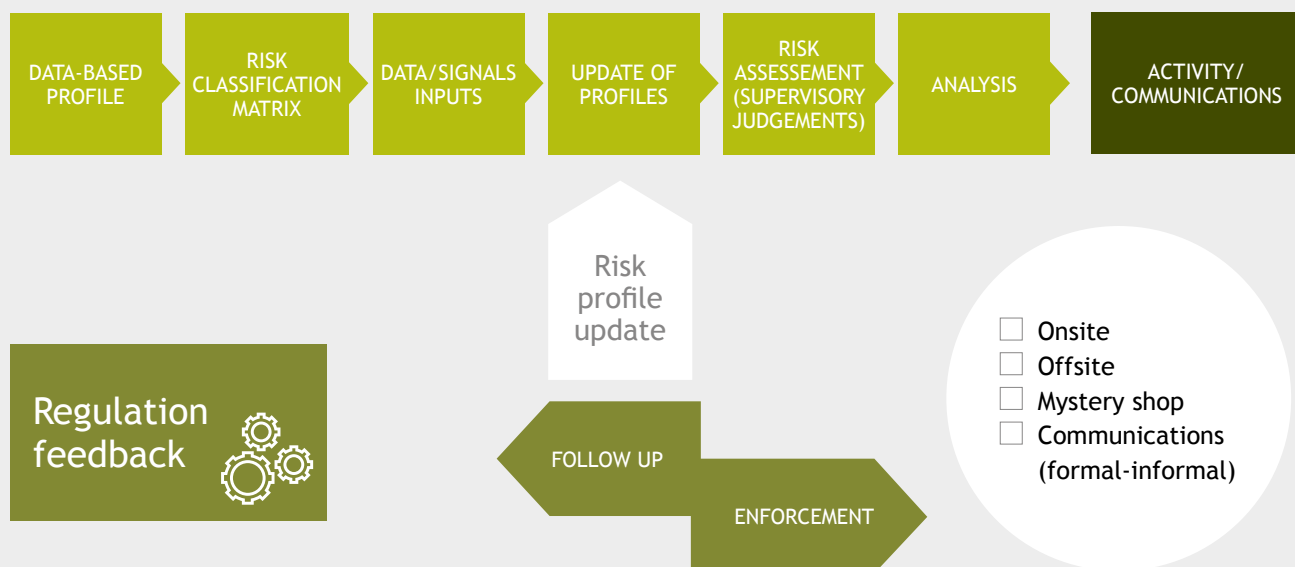 DATA-BASED
PROFILE
RISK
CLASSIFICATION
MATRIX
DATA/SIGNALS
INPUTS
UPDATE OF
PROFILES
RISK
ASSESSEMENT
(SUPERVISORY
JUDGEMENTS)
ANALYSIS
ACTIVITY/
COMMUNICATIONS
Risk
profile
update
Regulation
feedback
FOLLOW UP
ENFORCEMENT
Onsite
Offsite
Mystery shop
Communications
(formal-informal)